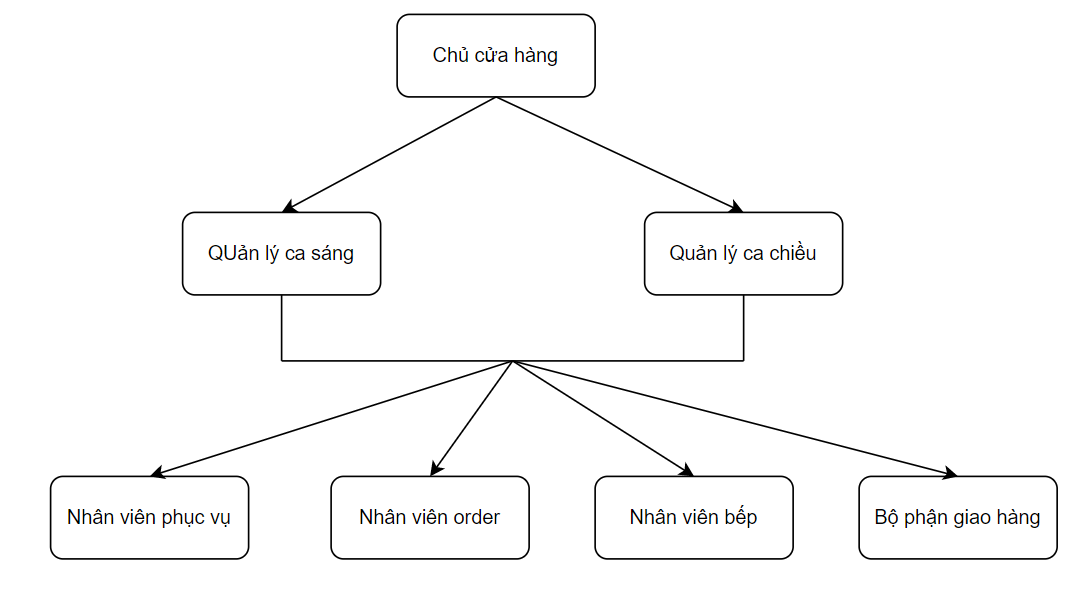 Chủ cửa hàng
QUản lý ca sáng
Quản lý ca chiều
Nhân viên phục vụ
Nhân viên order
Nhân viên bếp
Bộ phận giao hàng